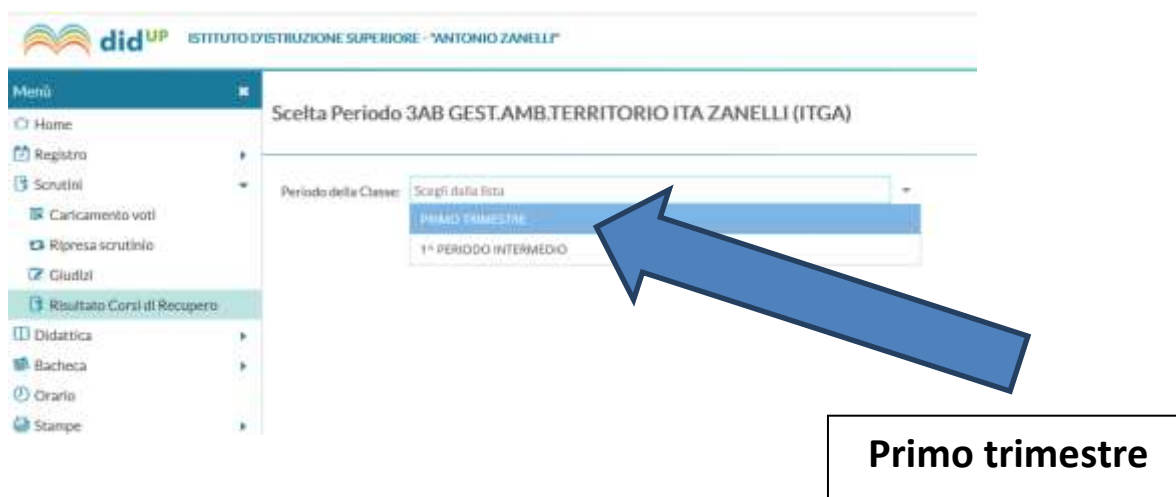 didUP ISTITUTO D'ISTRUZIONE SUPERIORE - "ANTONIO ZANELLI"
Menù
Home
Registro
Scrutini
Caricamento voti
Ripresa scrutinio
Giudizi
Risultato Corsi di Recupero
Didattica
Bacheca
Orario
Stampe
Scelta Periodo 3AB GEST.AMB.TERRITORIO ITA ZANELLI (ITGA)
Periodo della Classe: Scegli dalla lista
PRIMO TRIMESTRE
1^ PERIODO INTERMEDIO
Primo trimestre